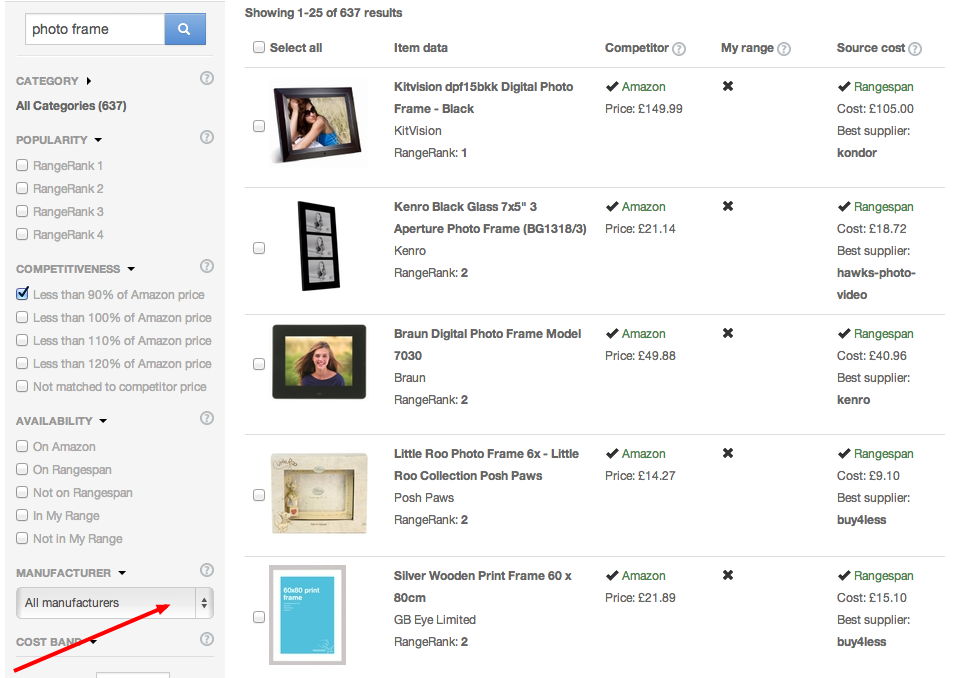 photo frame
CATEGORY
?
All Categories (637)
POPULARITY
?
RangeRank 1
RangeRank 2
RangeRank 3
RangeRank 4
COMPETITIVENESS
?
Less than 90% of Amazon price
Less than 100% of Amazon price
Less than 110% of Amazon price
Less than 120% of Amazon price
Not matched to competitor price
AVAILABILITY
?
On Amazon
On Rangespan
Not on Rangespan
In My Range
Not in My Range
MANUFACTURER
?
All manufacturers
COST BAND
?
Showing 1-25 of 637 results
Select all
Item data
Competitor ?
My range ?
Source cost ?
Kitvision dpf15bkk Digital Photo
Frame - Black
KitVision
RangeRank: 1
Amazon
Price: £149.99
Rangespan
Cost: £105.00
Best supplier:
kondor
Kenro Black Glass 7x5" 3
Aperture Photo Frame (BG1318/3)
Kenro
RangeRank: 2
Amazon
Price: £21.14
Rangespan
Cost: £18.72
Best supplier:
hawks-photo-
video
Braun Digital Photo Frame Model
7030
Braun
RangeRank: 2
Amazon
Price: £49.88
Rangespan
Cost: £40.96
Best supplier:
kenro
Little Roo Photo Frame 6x - Little
Roo Collection Posh Paws
Posh Paws
RangeRank: 2
Amazon
Price: £14.27
Rangespan
Cost: £9.10
Best supplier:
buy4less
60x80 print
frame
Silver Wooden Print Frame 60 x
80cm
GB Eye Limited
RangeRank: 2
Amazon
Price: £21.89
Rangespan
Cost: £15.10
Best supplier:
buy4less